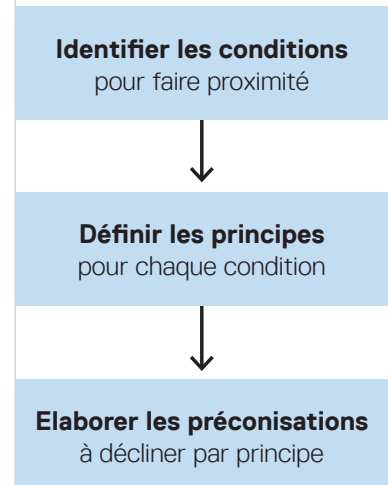 Identifier les conditions
pour faire proximité
Définir les principes
pour chaque condition
Elaborer les préconisations
à décliner par principe